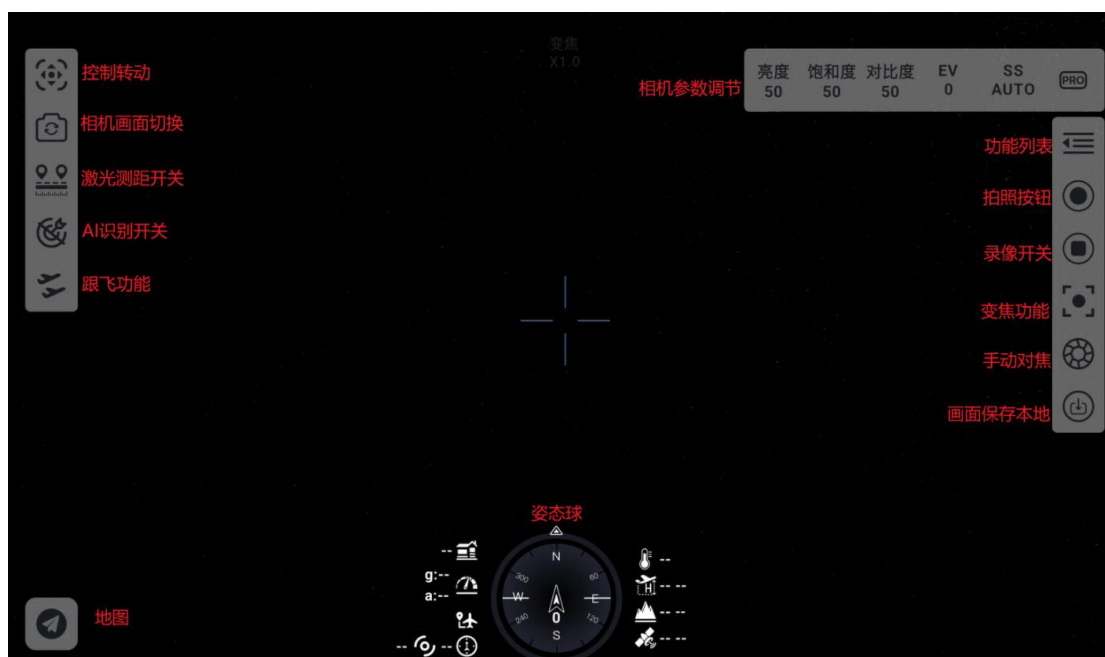 变焦
X1.0
控制转动
相机画面切换
激光测距开关
AI识别开关
跟飞功能
相机参数调节
亮度 饱和度 对比度 EV SS PRO
50 50 50 0 AUTO
功能列表
拍照按钮
录像开关
变焦功能
手动对焦
画面保存本地
姿态球
地图
--
g:--
a:--
-- --
N
300 60
W E
240 0 120
S
--
H -- --
-- --
-- --